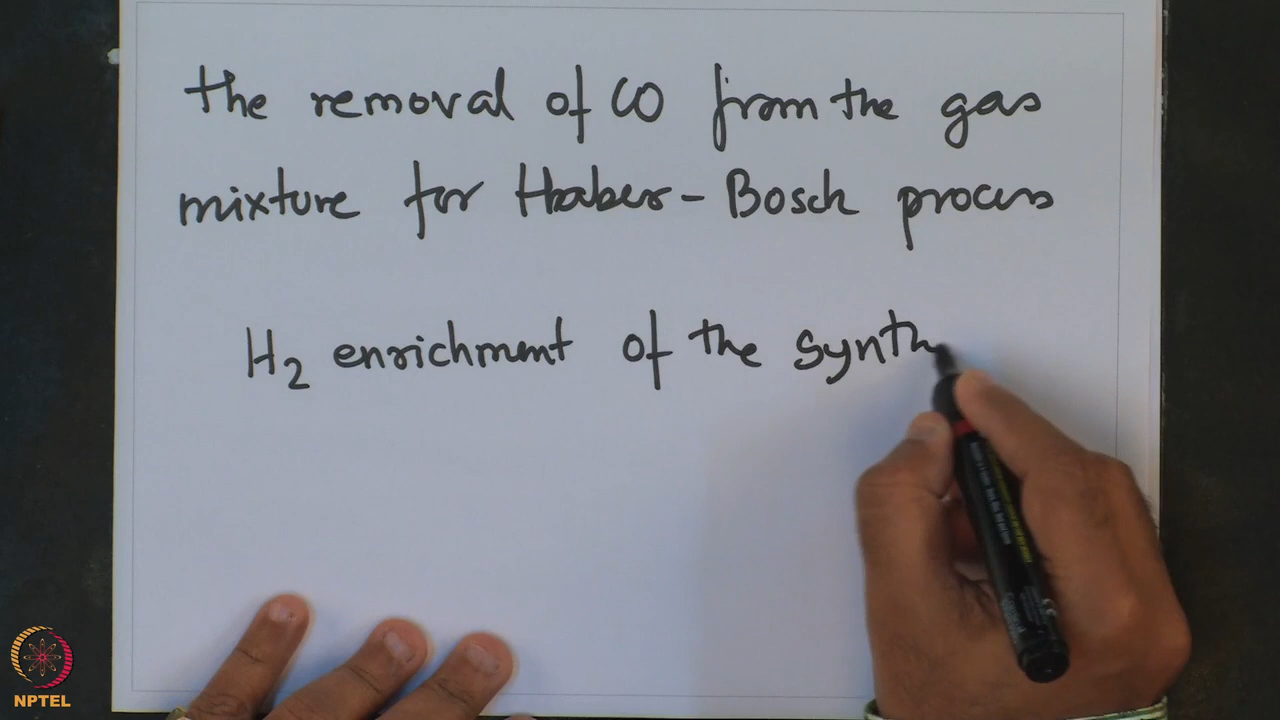 the removal of CO from the gas
mixture for Haber-Bosch process
H2 enrichment of the synth
NPTEL